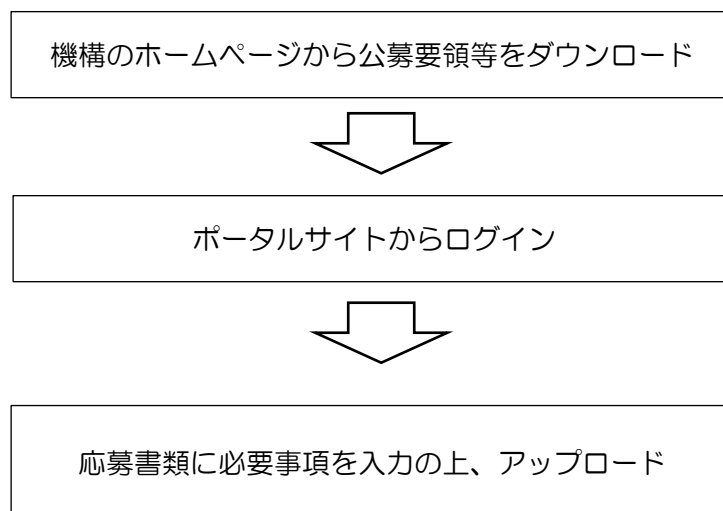 機構のホームページから公募要領等をダウンロード
ポータルサイトからログイン
応募書類に必要事項を入力の上、アップロード